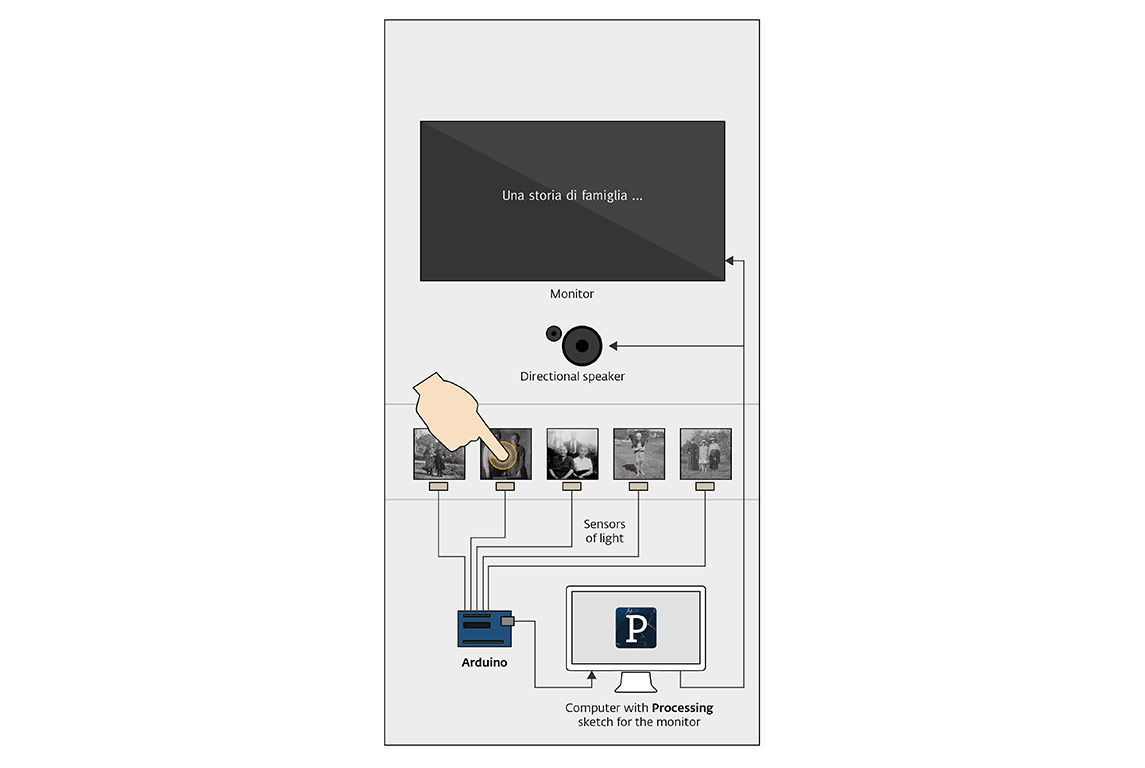 Una storia di famiglia ...
Monitor
Directional speaker
Sensors
of light
P
Arduino
Computer with Processing
sketch for the monitor